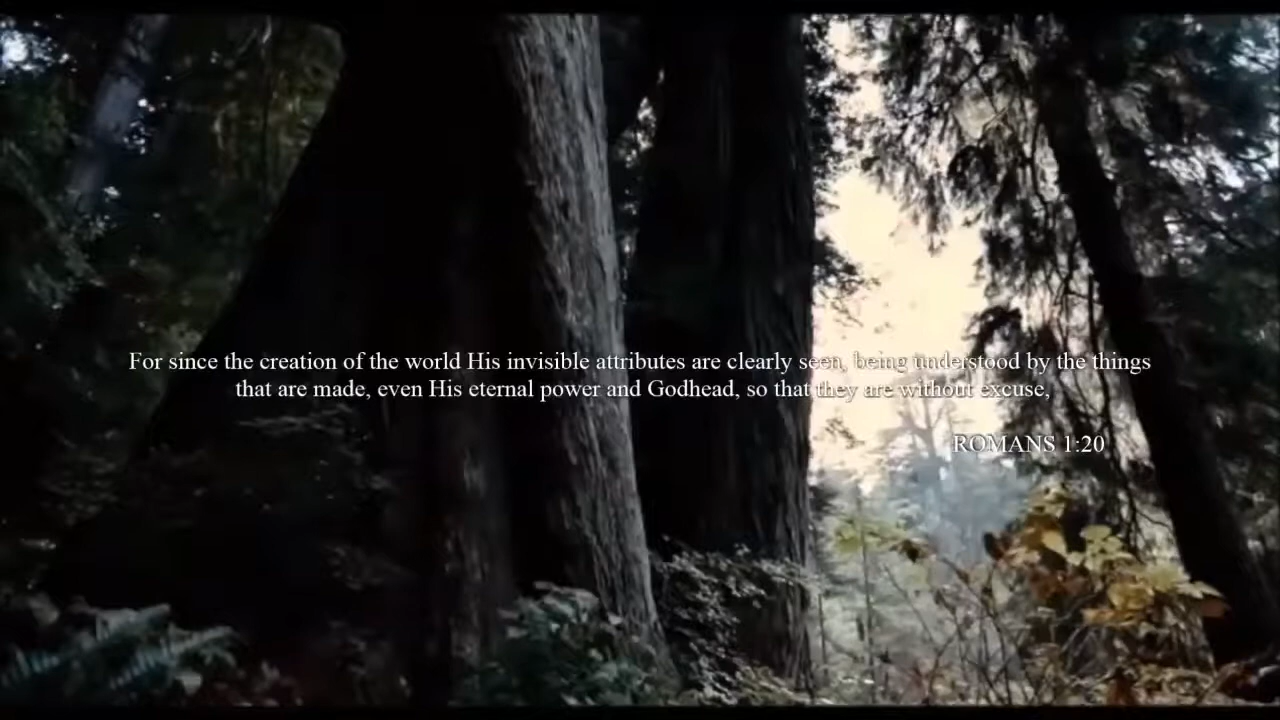 For since the creation of the world His invisible attributes are clearly seen, being understood by the things
that are made, even His eternal power and Godhead, so that they are without excuse,
ROMANS 1:20